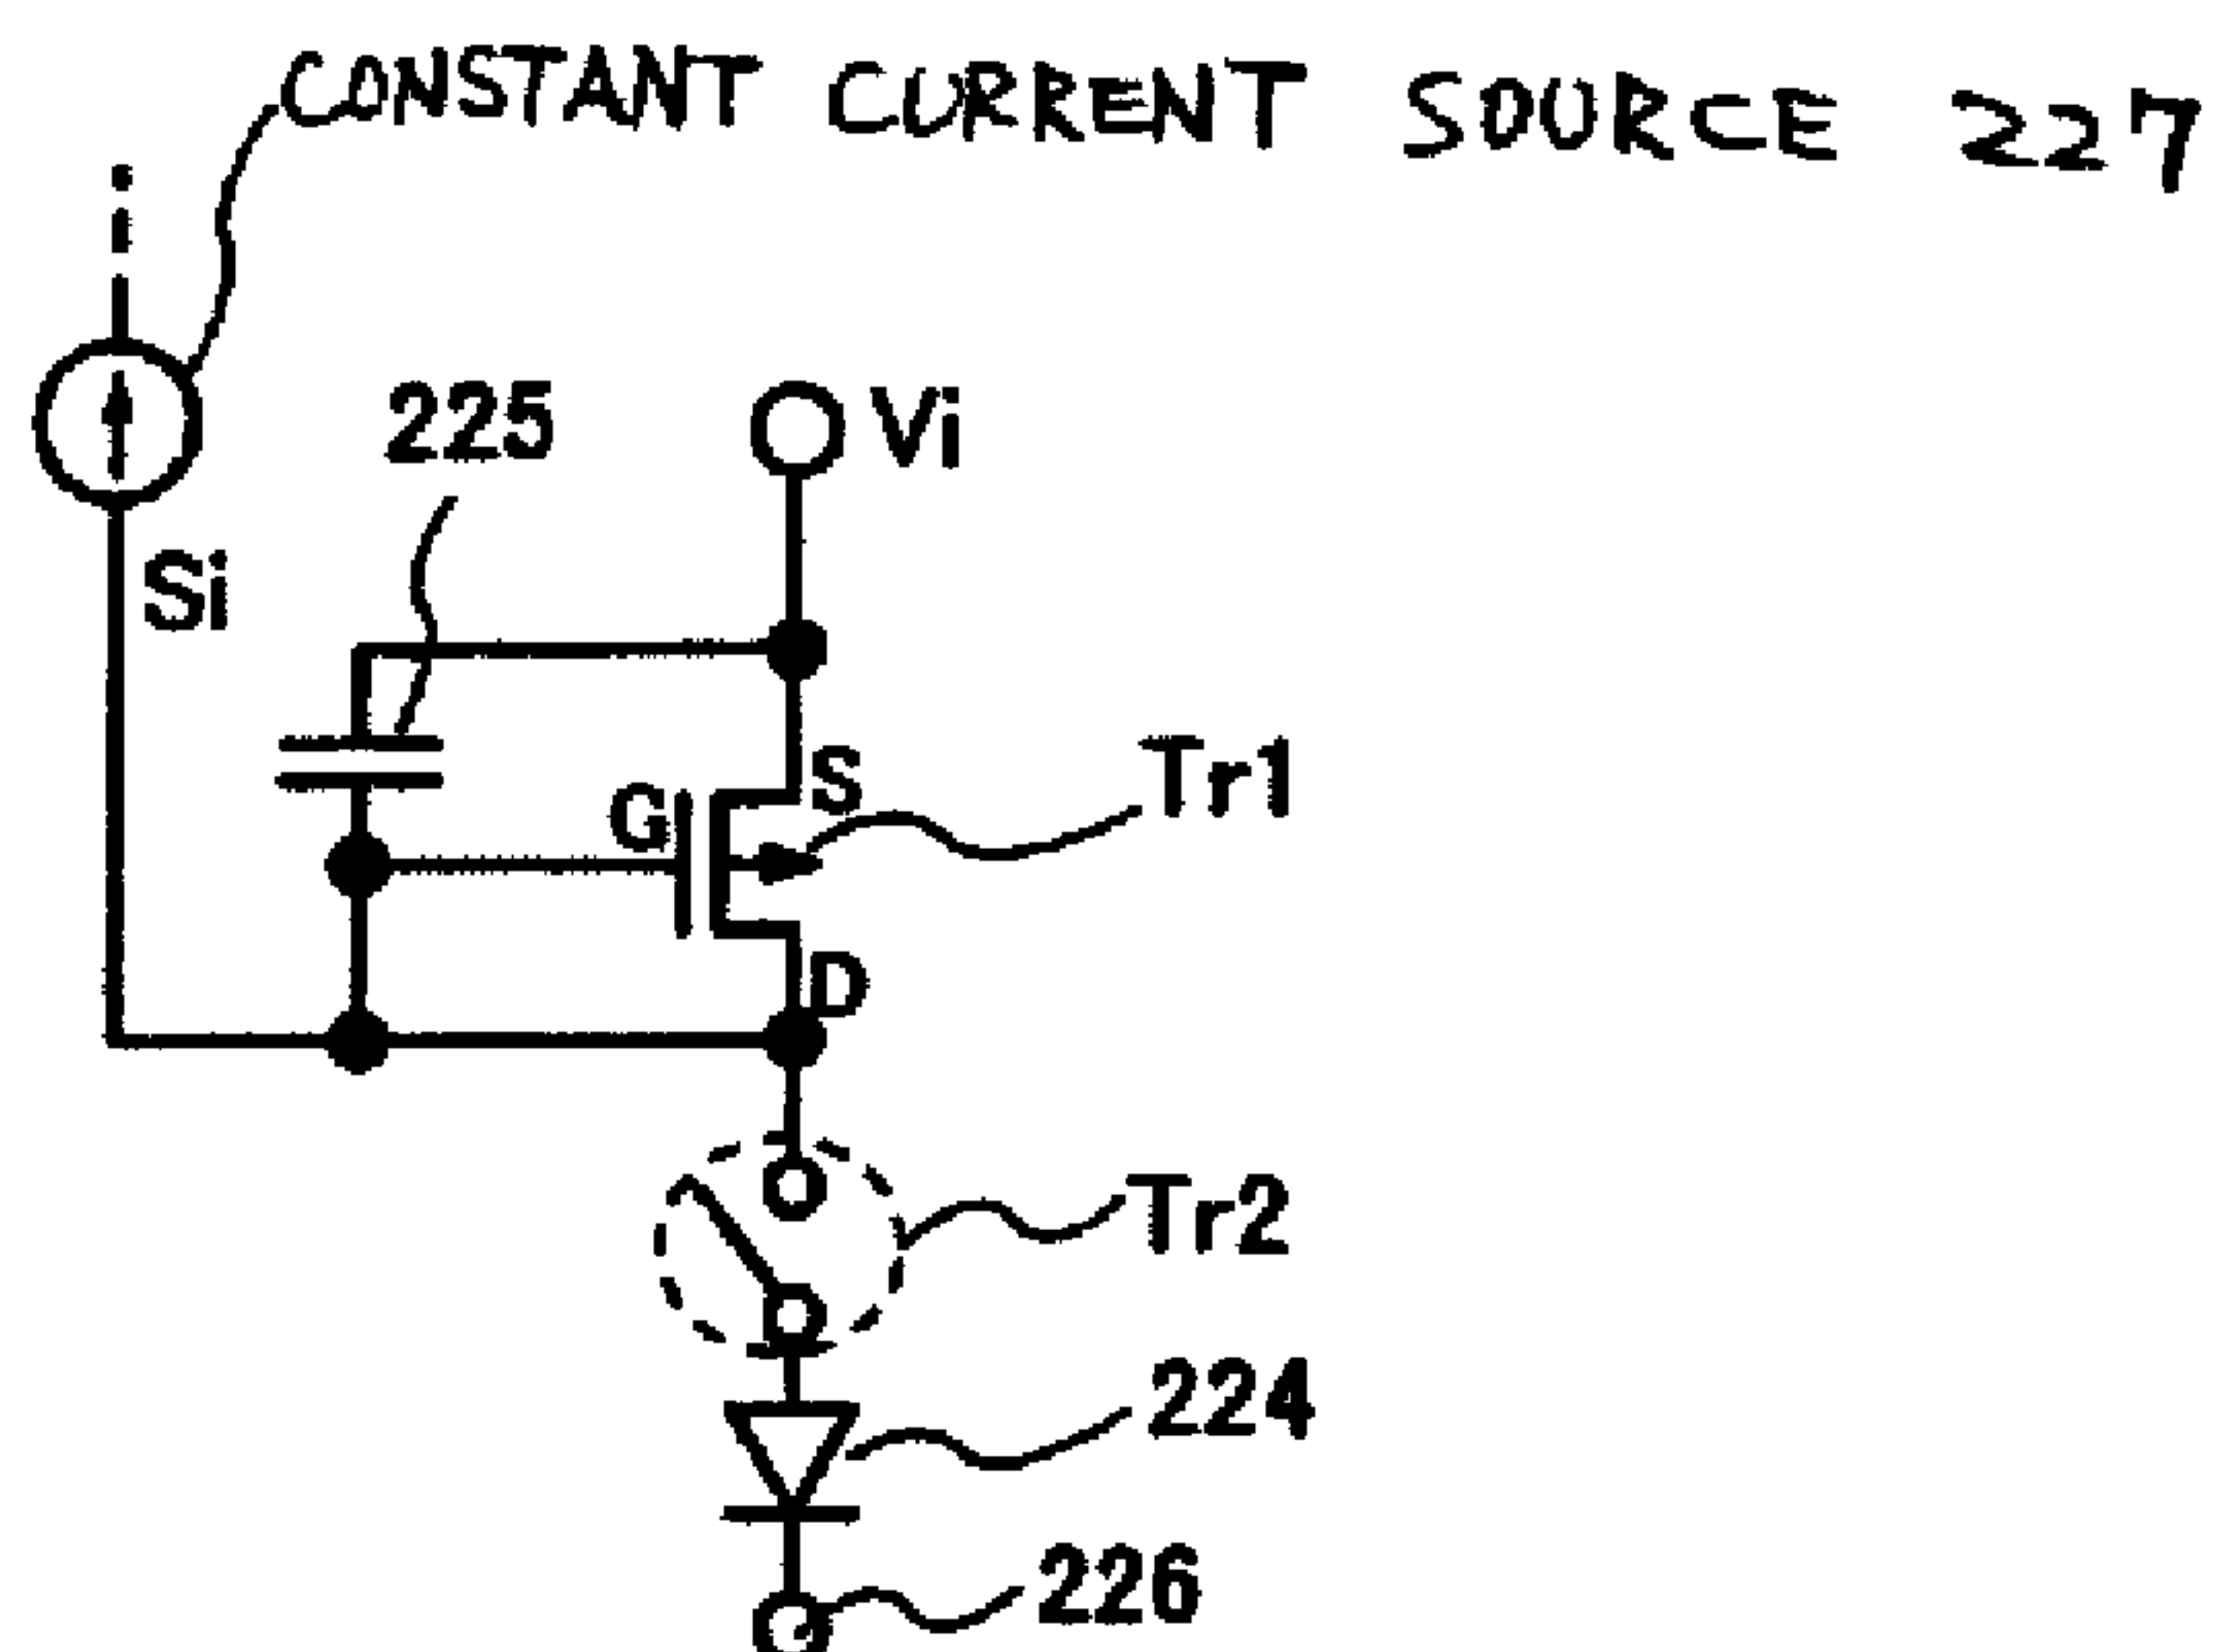 CONSTANT CURRENT SOURCE 227
225
Vi
Si
S
G
Tr1
D
Tr2
224
226